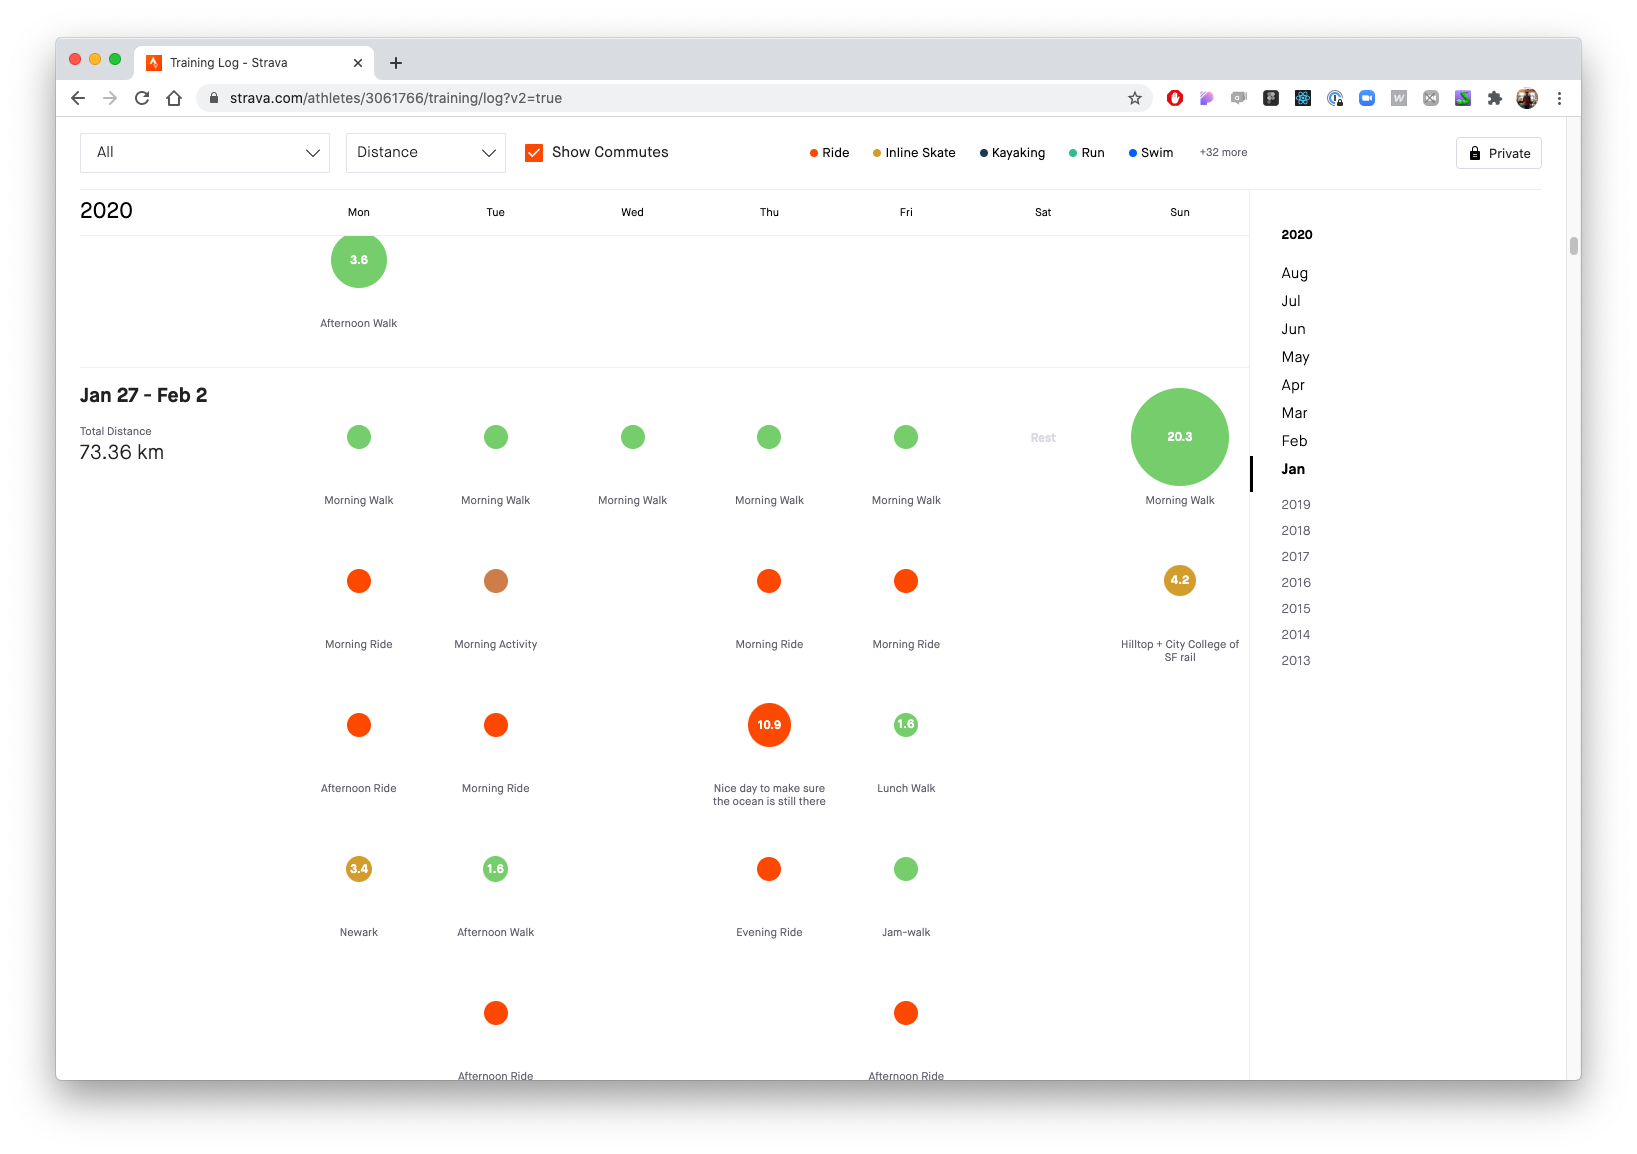 Training Log - Strava
strava.com/athletes/3061766/training/log?v2=true
All
Distance
Show Commutes
Ride
Inline Skate
Kayaking
Run
Swim
+32 more
Private
2020
Mon
Tue
Wed
Thu
Fri
Sat
Sun
3.6
Afternoon Walk
Jan 27 - Feb 2
Total Distance
73.36 km
Rest
20.3
Morning Walk
Morning Walk
Morning Walk
Morning Walk
Morning Walk
Morning Walk
4.2
Morning Ride
Morning Activity
Morning Ride
Morning Ride
Hilltop + City College of
SF rail
10.9
1.6
Afternoon Ride
Morning Ride
Nice day to make sure
the ocean is still there
Lunch Walk
3.4
1.6
Newark
Afternoon Walk
Evening Ride
Jam-walk
Afternoon Ride
Afternoon Ride
2020
Aug
Jul
Jun
May
Apr
Mar
Feb
Jan
2019
2018
2017
2016
2015
2014
2013